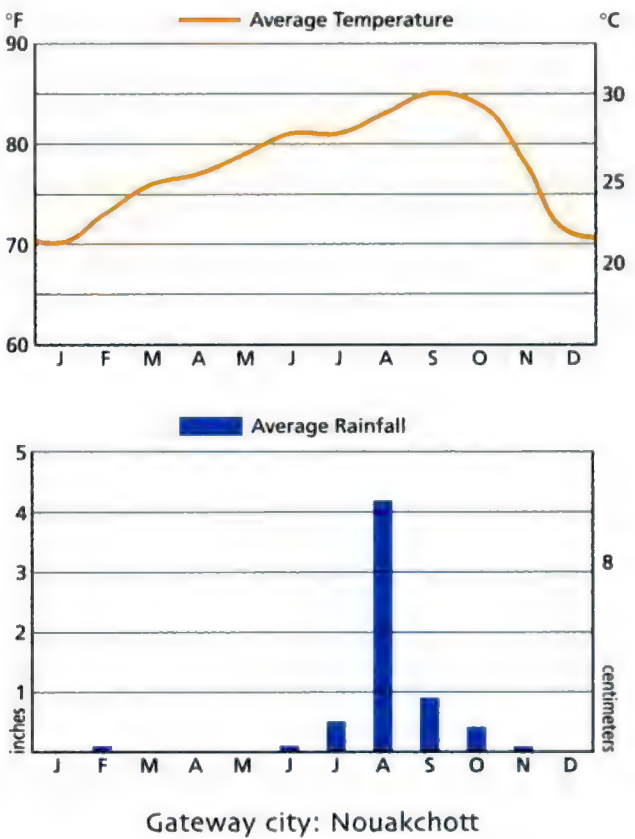 °F
Average Temperature
°C
90
30
80
25
70
20
60
J F M A M J J A S O N D
Average Rainfall
5
4
8
3
2
1
inches
centimeters
J F M A M J J A S O N D
Gateway city: Nouakchott